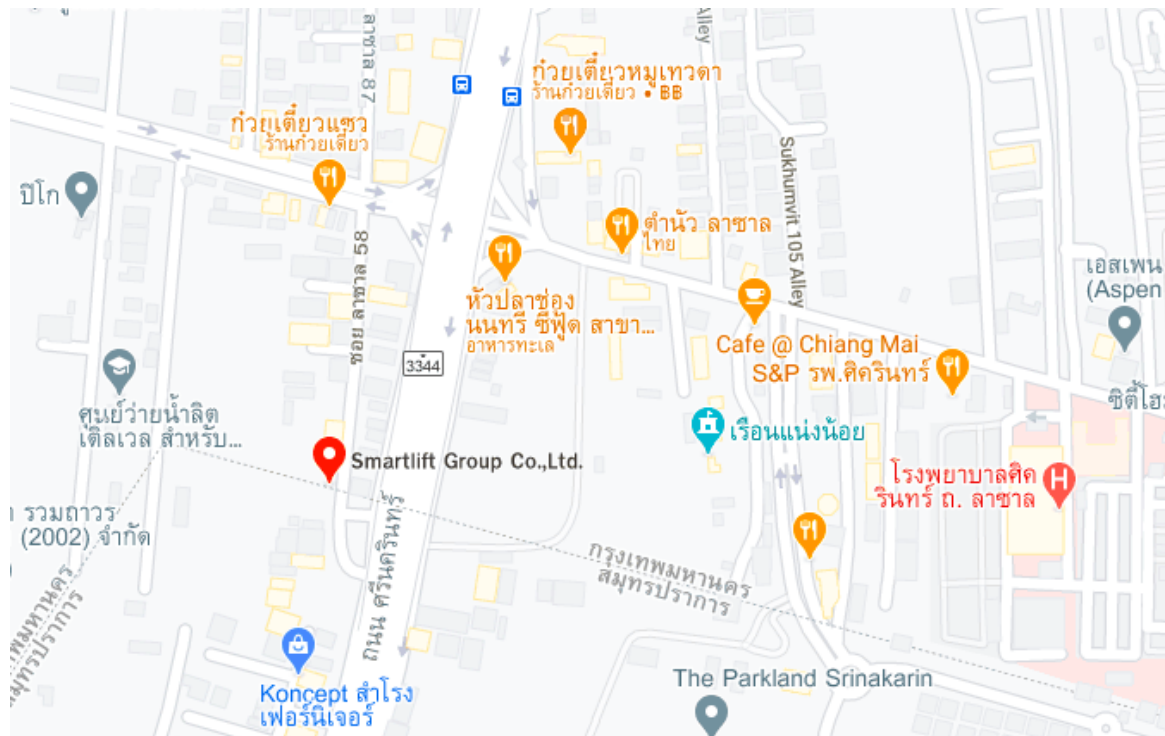 ลาซาล 87
Alley
ก๋วยเตี๋ยวหมูเทวดา
ร้านก๋วยเตี๋ยว • ฿฿
ก๋วยเตี๋ยวแซว
ร้านก๋วยเตี๋ยว
ปิโก
Sukhumvit 105 Alley
ตำนัว ลาซาล
ไทย
ซอย ลาซาล 58
หัวปลาช่อง
นนทรี ซีฟู้ด สาขา...
อาหารทะเล
เอสเพน
(Aspen
Cafe @ Chiang Mai
S&P รพ.ศิครินทร์
3344
ซิตี้โฮ
ศูนย์ว่ายน้ำลิต
เติลเวล สำหรับ...
เรือนแน่งน้อย
Smartlift Group Co.,Ltd.
โรงพยาบาลศิค
รินทร์ ถ. ลาซาล
H
รวมถาวร
(2002) จำกัด
ถนน ศรีนครินทร์
กรุงเทพมหานคร
สมุทรปราการ
เทพมหานคร
สมุทรปราการ
Koncept สำโรง
เฟอร์นิเจอร์
The Parkland Srinakarin